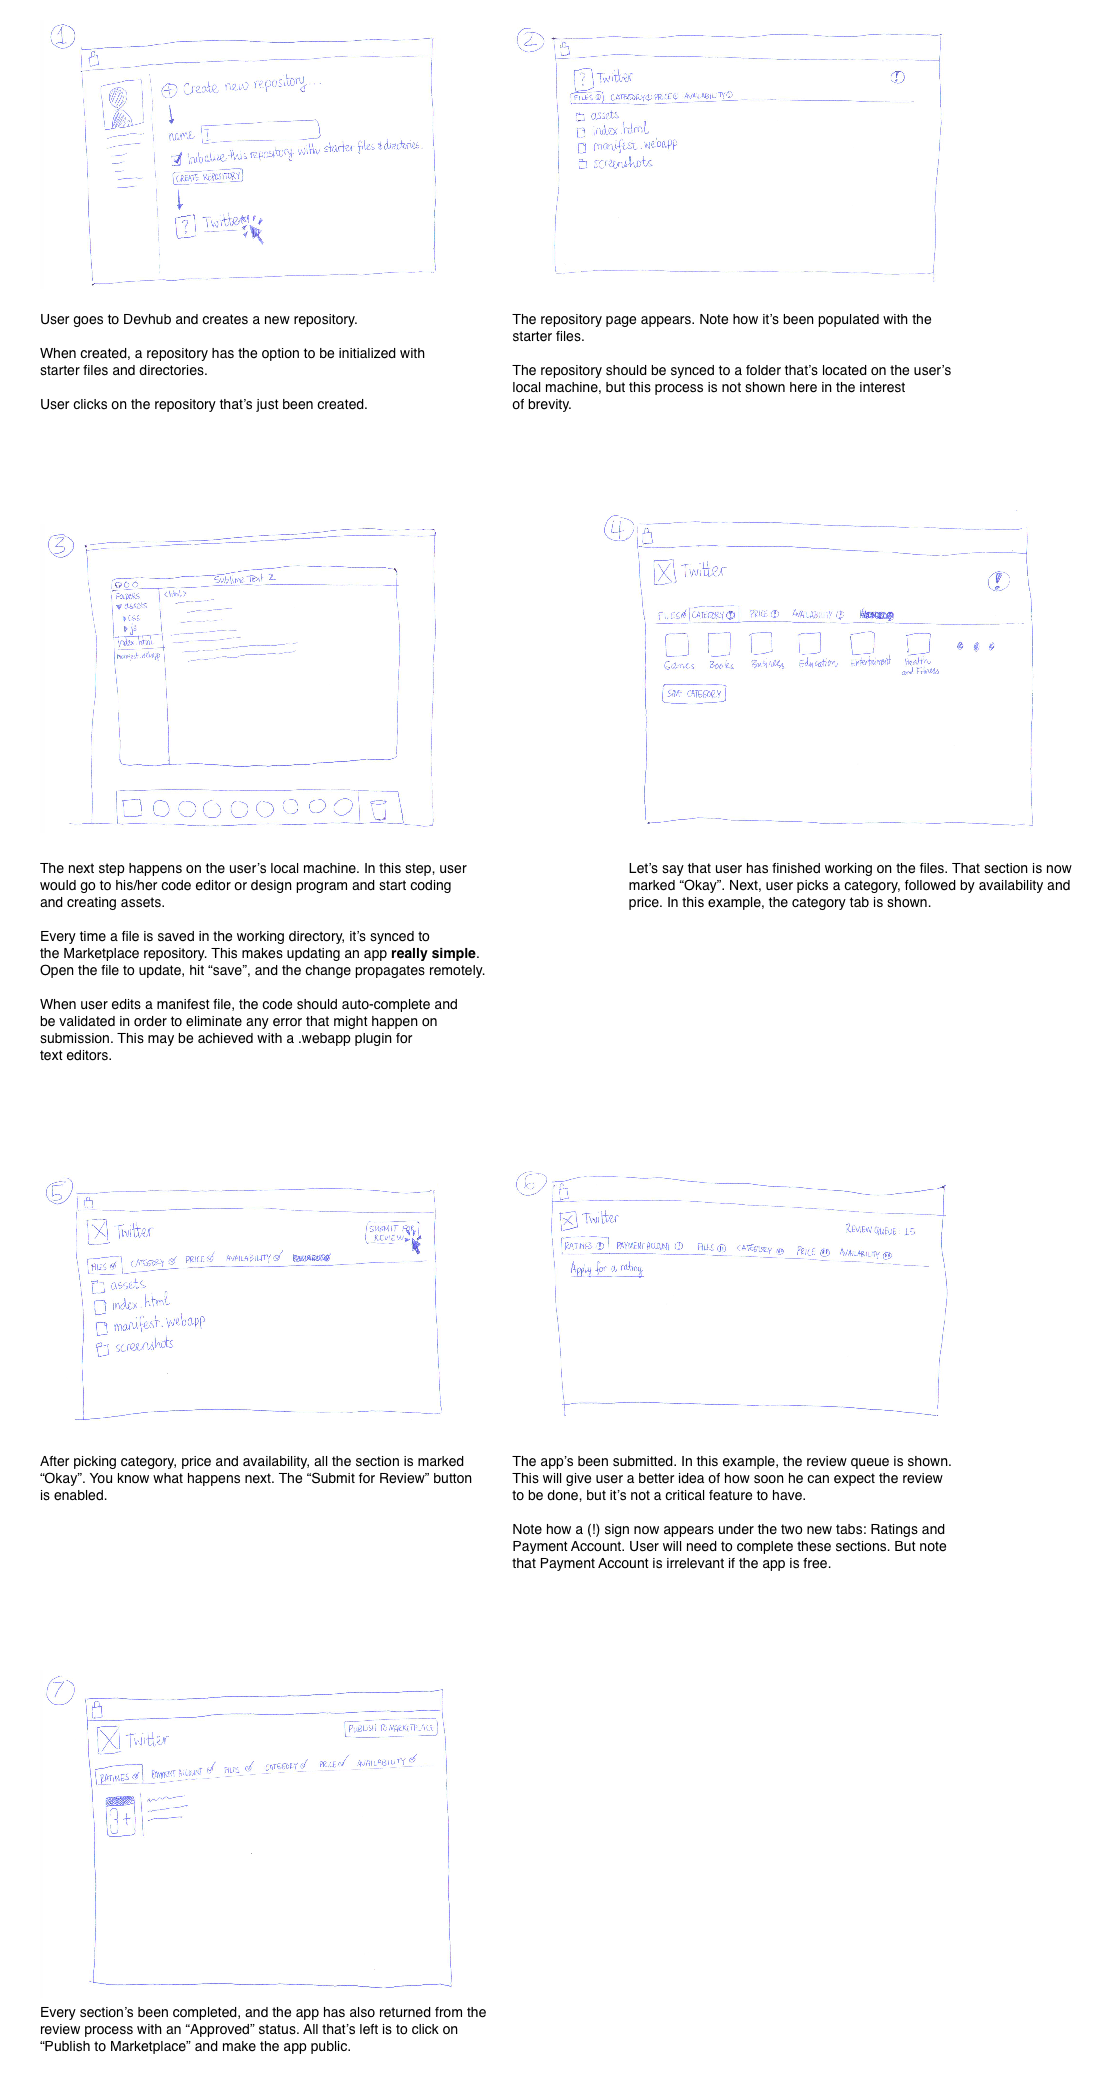 1
Create new repository...
name
Initialize this repository with starter files & directories.
CREATE REPOSITORY
? Twitter
User goes to Devhub and creates a new repository.
When created, a repository has the option to be initialized with
starter files and directories.
User clicks on the repository that’s just been created.
2
? Twitter !
FILES ! CATEGORY ! PRICE ! AVAILABILITY !
assets
index.html
manifest.webapp
screenshots
The repository page appears. Note how it’s been populated with the
starter files.
The repository should be synced to a folder that’s located on the user’s
local machine, but this process is not shown here in the interest
of brevity.
3
Sublime Text 2
Folders
<html>
assets
css
js
index.html
manifest.webapp
The next step happens on the user’s local machine. In this step, user
would go to his/her code editor or design program and start coding
and creating assets.
Every time a file is saved in the working directory, it’s synced to
the Marketplace repository. This makes updating an app really simple.
Open the file to update, hit “save”, and the change propagates remotely.
When user edits a manifest file, the code should auto-complete and
be validated in order to eliminate any error that might happen on
submission. This may be achieved with a .webapp plugin for
text editors.
4
Twitter !
FILES CATEGORY ! PRICE ! AVAILABILITY !
Games Books Business Education Entertainment Health
and Fitness
SAVE CATEGORY
Let’s say that user has finished working on the files. That section is now
marked “Okay”. Next, user picks a category, followed by availability and
price. In this example, the category tab is shown.
5
Twitter
SUBMIT FOR
REVIEW
FILES CATEGORY PRICE AVAILABILITY
assets
index.html
manifest.webapp
screenshots
After picking category, price and availability, all the section is marked
“Okay”. You know what happens next. The “Submit for Review” button
is enabled.
6
Twitter
REVIEW QUEUE 15
RATINGS ! PAYMENT ACCOUNT ! FILES CATEGORY PRICE AVAILABILITY
Apply for a rating
The app’s been submitted. In this example, the review queue is shown.
This will give user a better idea of how soon he can expect the review
to be done, but it’s not a critical feature to have.
Note how a (!) sign now appears under the two new tabs: Ratings and
Payment Account. User will need to complete these sections. But note
that Payment Account is irrelevant if the app is free.
7
Twitter
PUBLISH TO MARKETPLACE
RATINGS PAYMENT ACCOUNT FILES CATEGORY PRICE AVAILABILITY
3+
Every section’s been completed, and the app has also returned from the
review process with an “Approved” status. All that’s left is to click on
“Publish to Marketplace” and make the app public.